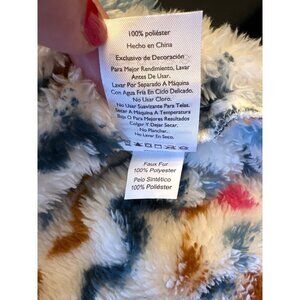 100% poliéster
Hecho en China
Exclusivo de Decoración
Para Mejor Rendimiento, Lavar
Antes De Usar.
Lavar Por Separado A Máquina
Con Agua Fría En Ciclo Delicado.
No Usar Cloro.
No Usar Suavizante Para Telas.
Secar A Máquina A Temperatura
Baja O Para Mejores Resultados
Colgar Y Dejar Secar.
No Planchar.
No Lavar En Seco.
Faux Fur
100% Polyester
Pelo Sintético
100% Poliéster